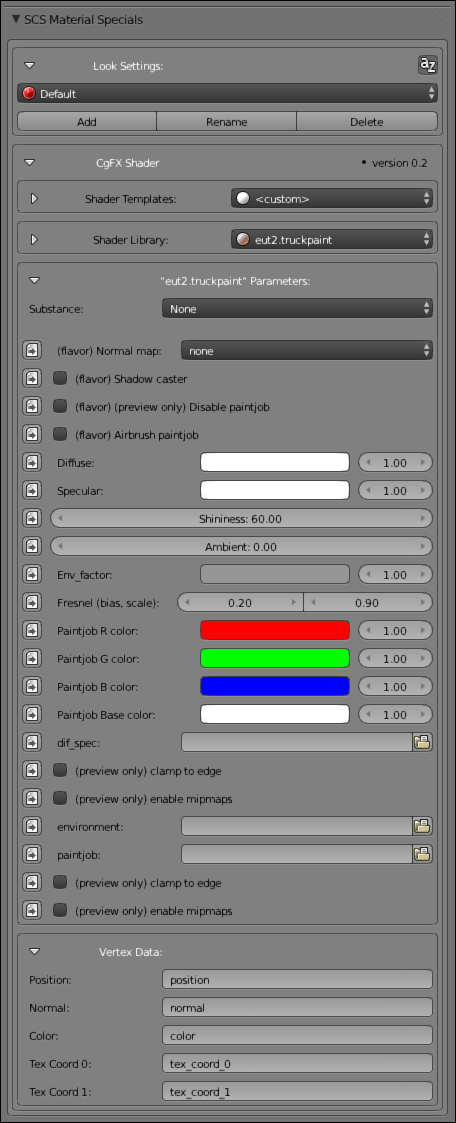 SCS Material Specials
Look Settings:
az
Default
Add Rename Delete
CgFX Shader • version 0.2
Shader Templates: <custom>
Shader Library: eut2.truckpaint
"eut2.truckpaint" Parameters:
Substance: None
(flavor) Normal map: none
(flavor) Shadow caster
(flavor) (preview only) Disable paintjob
(flavor) Airbrush paintjob
Diffuse: 1.00
Specular: 1.00
Shininess: 60.00
Ambient: 0.00
Env_factor: 1.00
Fresnel (bias, scale): 0.20 0.90
Paintjob R color: 1.00
Paintjob G color: 1.00
Paintjob B color: 1.00
Paintjob Base color: 1.00
dif_spec:
(preview only) clamp to edge
(preview only) enable mipmaps
environment:
paintjob:
(preview only) clamp to edge
(preview only) enable mipmaps
Vertex Data:
Position: position
Normal: normal
Color: color
Tex Coord 0: tex_coord_0
Tex Coord 1: tex_coord_1